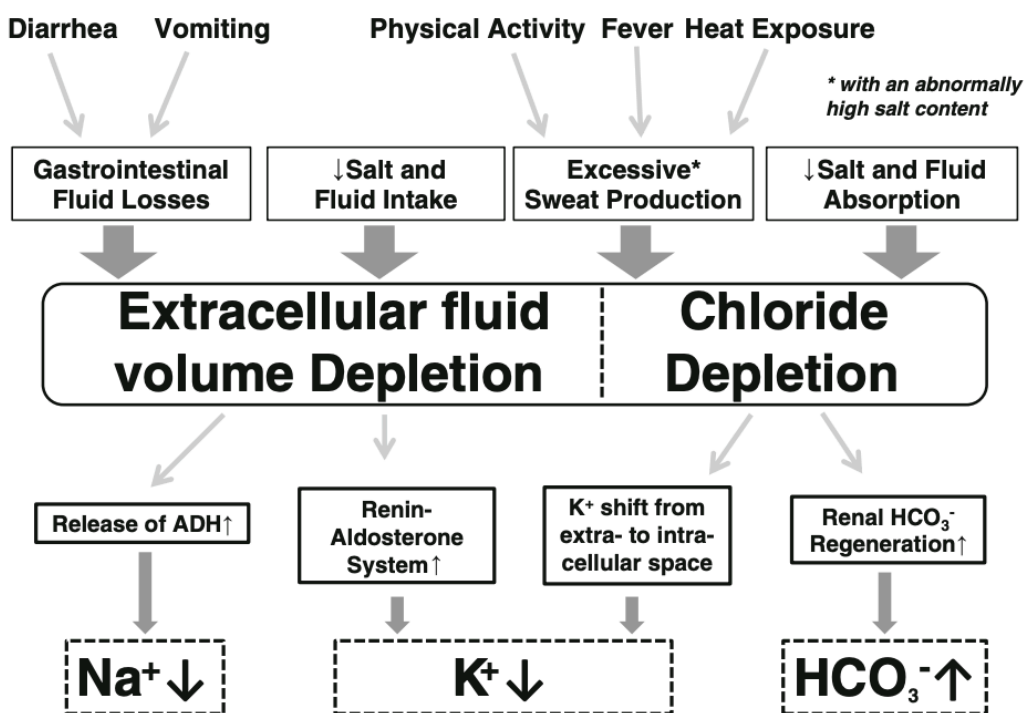 Diarrhea Vomiting Physical Activity Fever Heat Exposure
* with an abnormally
high salt content
Gastrointestinal
Fluid Losses
↓Salt and
Fluid Intake
Excessive*
Sweat Production
↓Salt and Fluid
Absorption
Extracellular fluid
volume Depletion
Chloride
Depletion
Release of ADH↑
Renin-
Aldosterone
System↑
K⁺ shift from
extra- to intra-
cellular space
Renal HCO₃⁻
Regeneration↑
Na⁺↓
K⁺↓
HCO₃⁻↑